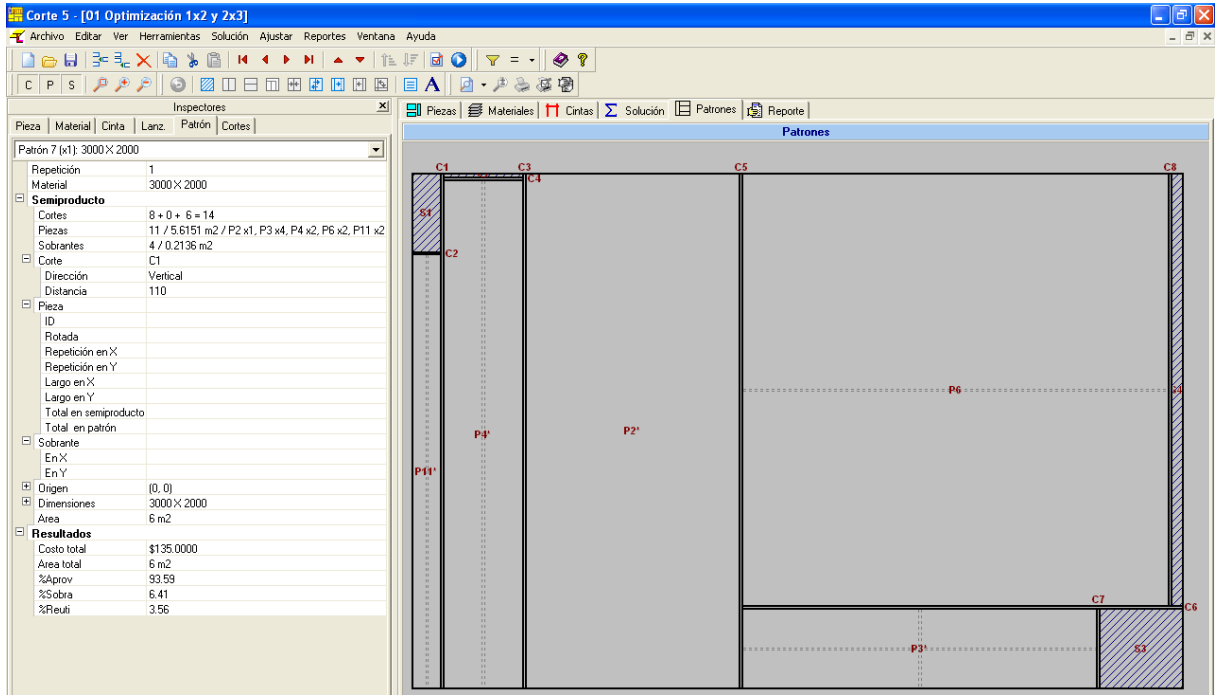 Corte 5 - [01 Optimización 1x2 y 2x3]
Archivo Editar Ver Herramientas Solución Ajustar Reportes Ventana Ayuda
C P S
A
Inspectores
Pieza Material Cinta Lanz. Patrón Cortes
Patrón 7 (x1): 3000 X 2000
Repetición 1
Material 3000 X 2000
Semiproducto
Cortes 8 + 0 + 6 = 14
Piezas 11 / 5.6151 m2 / P2 x1, P3 x4, P4 x2, P6 x2, P11 x2
Sobrantes 4 / 0.2136 m2
Corte C1
Dirección Vertical
Distancia 110
Pieza
ID
Rotada
Repetición en X
Repetición en Y
Largo en X
Largo en Y
Total en semiproducto
Total en patrón
Sobrante
En X
En Y
Origen (0, 0)
Dimensiones 3000 X 2000
Area 6 m2
Resultados
Costo total $135.0000
Area total 6 m2
%Aprov 93.59
%Sobra 6.41
%Reuti 3.56
Piezas Materiales Cintas Solución Patrones Reporte
Patrones
C1 C3 C5 C8
C4
S1
C2
P6
P4' P2'
P11'
C7
C6
P3' S3